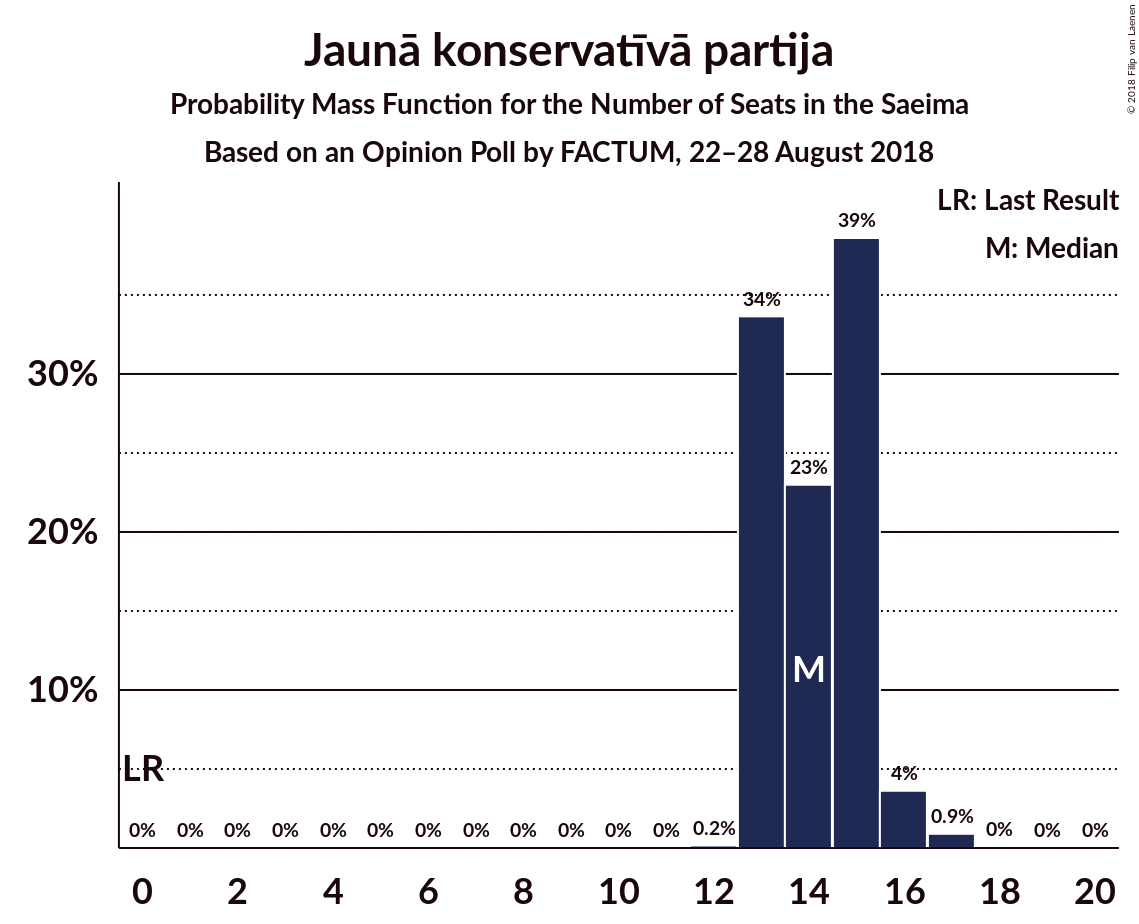 Jaunā konservatīvā partija
Probability Mass Function for the Number of Seats in the Saeima
Based on an Opinion Poll by FACTUM, 22–28 August 2018
© 2018 Filip van Laenen
LR: Last Result
M: Median
39%
34%
30%
23%
20%
M
10%
LR
4%
0% 0% 0% 0% 0% 0% 0% 0% 0% 0% 0% 0% 0.2% 0.9% 0% 0% 0%
0 2 4 6 8 10 12 14 16 18 20